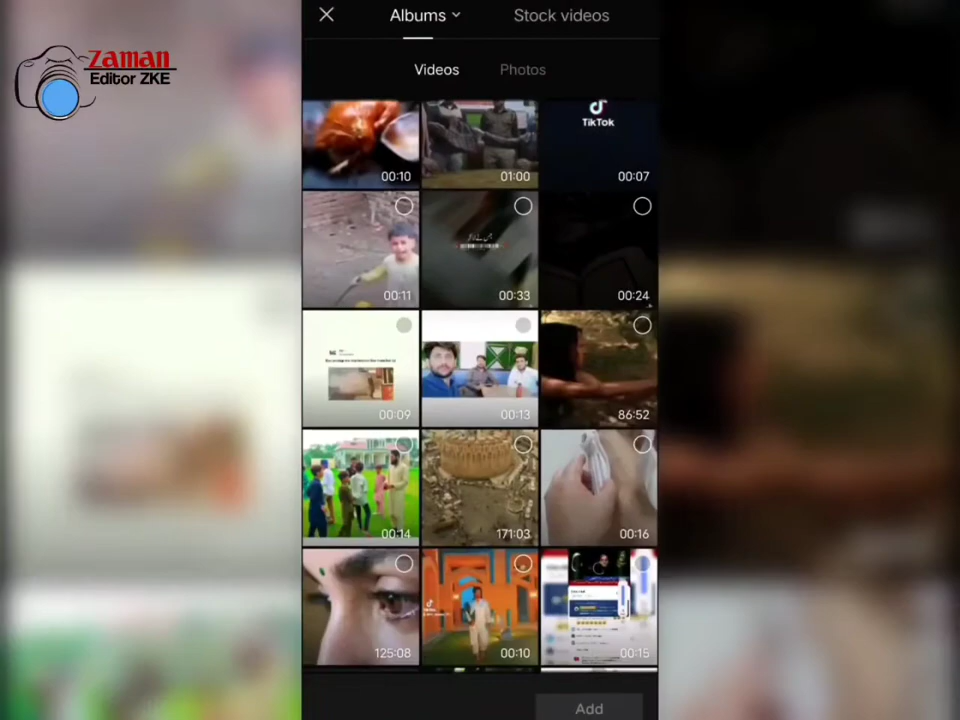 Albums
Stock videos
Zaman
Editor ZKE
Videos
Photos
TikTok
00:10
01:00
00:07
00:11
00:33
00:24
00:09
00:13
86:52
00:14
171:03
00:16
125:08
00:10
00:15
Add